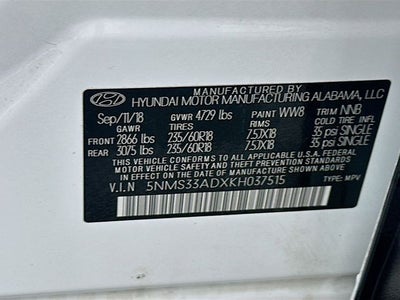 MANUFACTURED BY
HYUNDAI MOTOR MANUFACTURING ALABAMA, LLC
Sep/11/18 GVWR 4729 lbs PAINT WW8 TRIM NNB
GAWR TIRES RIMS COLD TIRE INFL
FRONT 2866 lbs 235/60R18 7.5JX18 35 psi SINGLE
REAR 3075 lbs 235/60R18 7.5JX18 35 psi SINGLE
THIS VEHICLE CONFORMS TO ALL APPLICABLE U.S.A. FEDERAL
MOTOR VEHICLE SAFETY AND THEFT PREVENTION STANDARDS
IN EFFECT ON THE DATE OF MANUFACTURE SHOWN ABOVE.
V.I.N 5NMS33ADXKH037515 TYPE: MPV